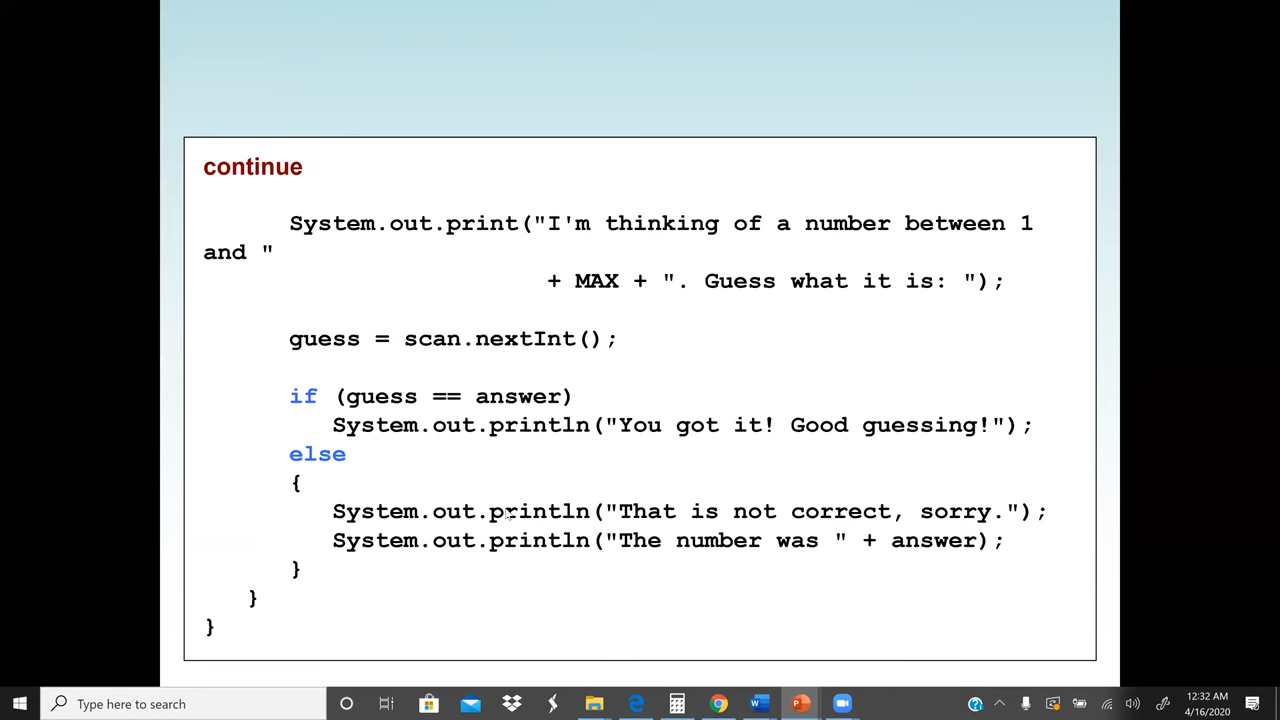 continue
System.out.print("I'm thinking of a number between 1
and "
+ MAX + ". Guess what it is: ");
guess = scan.nextInt();
if (guess == answer)
System.out.println("You got it! Good guessing!");
else
{
System.out.println("That is not correct, sorry.");
System.out.println("The number was " + answer);
}
}
}
Type here to search
12:32 AM
4/16/2020